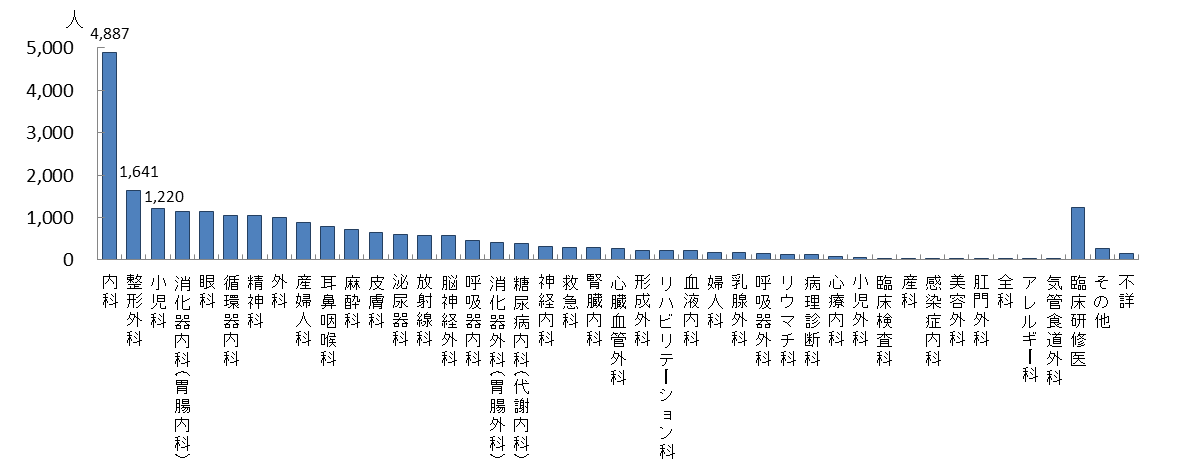 人
4,887
5,000
4,000
3,000
2,000
1,000
0
1,641
1,220
内科
整形外科
小児科
消化器内科(胃腸内科)
眼科
循環器内科
精神科
外科
産婦人科
耳鼻咽喉科
麻酔科
皮膚科
泌尿器科
放射線科
脳神経外科
呼吸器内科
消化器外科(胃腸外科)
糖尿病内科(代謝内科)
神経内科
救急科
腎臓内科
心臓血管外科
形成外科
リハビリテーション科
血液内科
婦人科
乳腺外科
呼吸器外科
リウマチ科
病理診断科
心療内科
小児外科
臨床検査科
産科
感染症内科
美容外科
肛門外科
全科
アレルギー科
気管食道外科
臨床研修医
その他
不詳